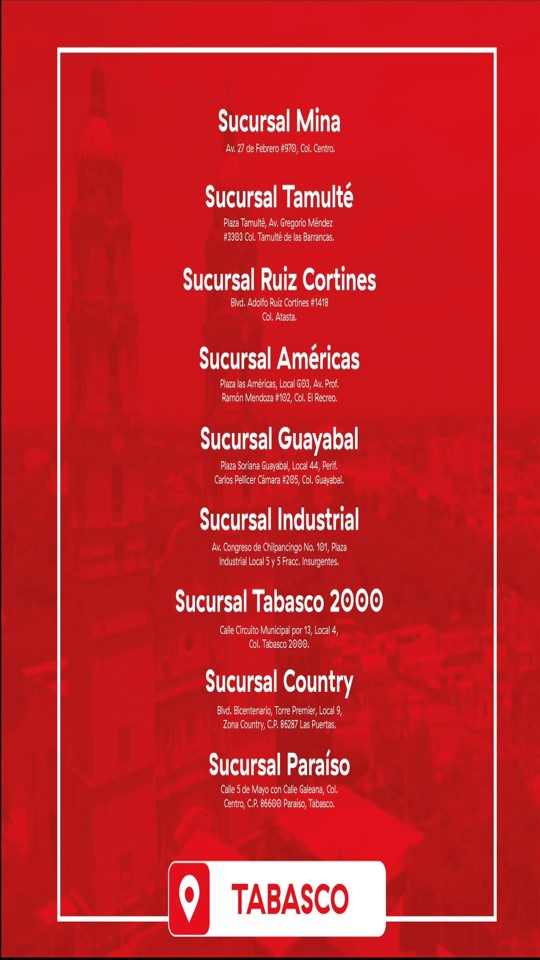 Sucursal Mina
Av. 27 de Febrero #970, Col. Centro.
Sucursal Tamulté
Plaza Tamulté, Av. Gregorio Méndez
#3303 Col. Tamulté de las Barrancas.
Sucursal Ruiz Cortines
Blvd. Adolfo Ruiz Cortines #1418
Col. Atasta.
Sucursal Américas
Plaza las Américas, Local G03, Av. Prof.
Ramón Mendoza #102, Col. El Recreo.
Sucursal Guayabal
Plaza Soriana Guayabal, Local 44, Perif.
Carlos Pellicer Cámara #205, Col. Guayabal.
Sucursal Industrial
Av. Congreso de Chilpancingo No. 101, Plaza
Industrial Local 5 y 5 Fracc. Insurgentes.
Sucursal Tabasco 2000
Calle Circuito Municipal por 13, Local 4,
Col. Tabasco 2000.
Sucursal Country
Blvd. Bicentenario, Torre Premier, Local 9,
Zona Country, C.P. 86287 Las Puertas.
Sucursal Paraíso
Calle 5 de Mayo con Calle Galeana, Col.
Centro, C.P. 86600 Paraíso, Tabasco.
TABASCO